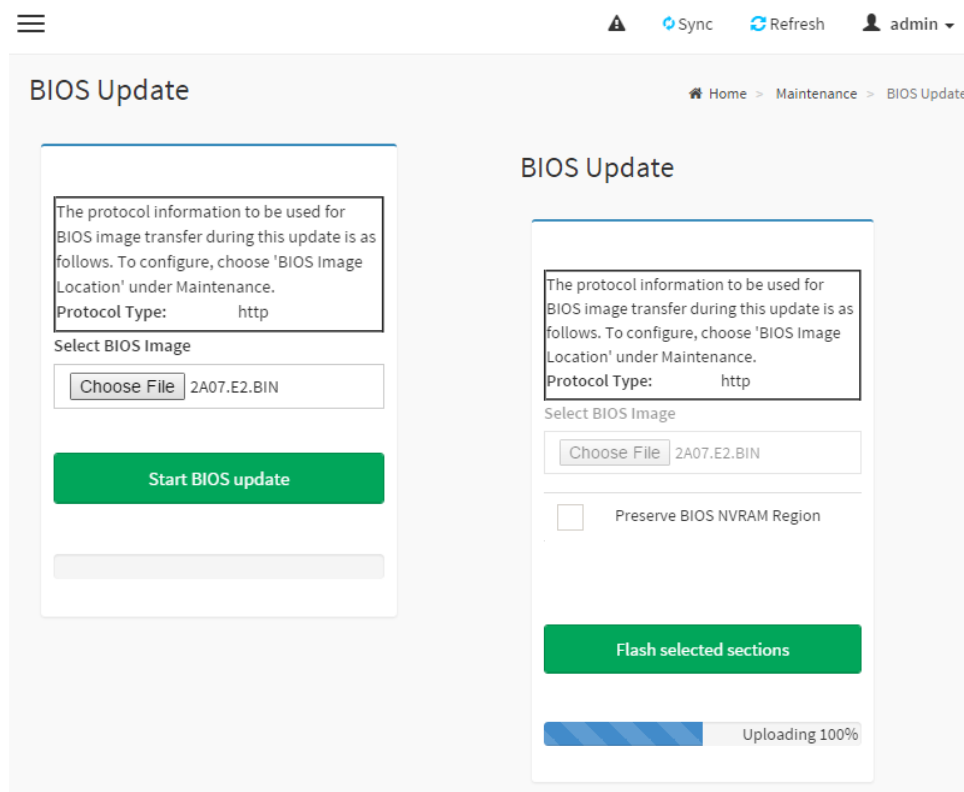 Sync Refresh admin
BIOS Update
Home > Maintenance > BIOS Update
The protocol information to be used for
BIOS image transfer during this update is as
follows. To configure, choose 'BIOS Image
Location' under Maintenance.
Protocol Type: http
Select BIOS Image
Choose File 2A07.E2.BIN
Start BIOS update
BIOS Update
The protocol information to be used for
BIOS image transfer during this update is as
follows. To configure, choose 'BIOS Image
Location' under Maintenance.
Protocol Type: http
Select BIOS Image
Choose File 2A07.E2.BIN
Preserve BIOS NVRAM Region
Flash selected sections
Uploading 100%